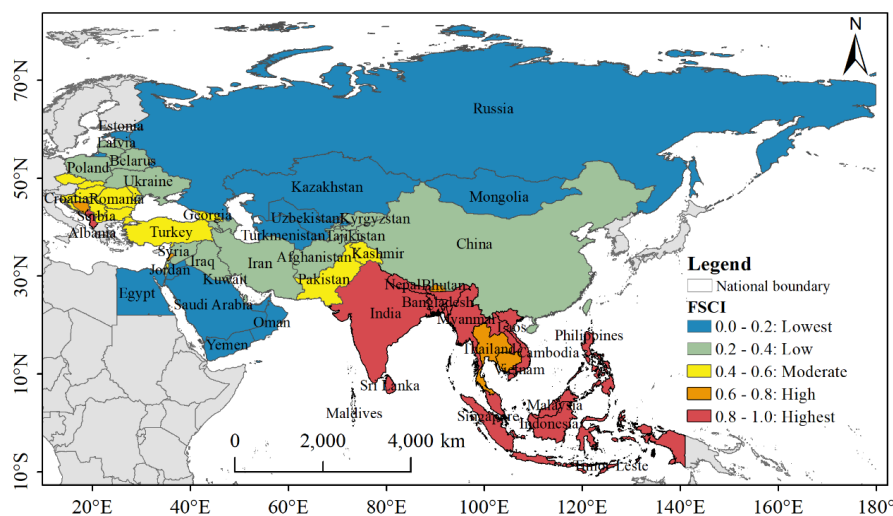 N
70°N
50°N
30°N
10°N
10°S
Russia
Estonia
Latvia
Belarus
Poland
Ukraine
Kazakhstan
Mongolia
Croatia
Romania
Serbia
Albania
Georgia
Uzbekistan
Kyrgyzstan
Turkmenistan
Tajikistan
Turkey
China
Syria
Iraq
Iran
Afghanistan
Kashmir
Jordan
Kuwait
Pakistan
Nepal
Bhutan
Egypt
Saudi Arabia
Bangladesh
India
Myanmar
Laos
Oman
Yemen
Thailand
Cambodia
Vietnam
Philippines
Sri Lanka
Maldives
Malaysia
Singapore
Indonesia
Timor-Leste
Legend
National boundary
FSCI
0.0 - 0.2: Lowest
0.2 - 0.4: Low
0.4 - 0.6: Moderate
0.6 - 0.8: High
0.8 - 1.0: Highest
0 2,000 4,000 km
20°E 40°E 60°E 80°E 100°E 120°E 140°E 160°E 180°